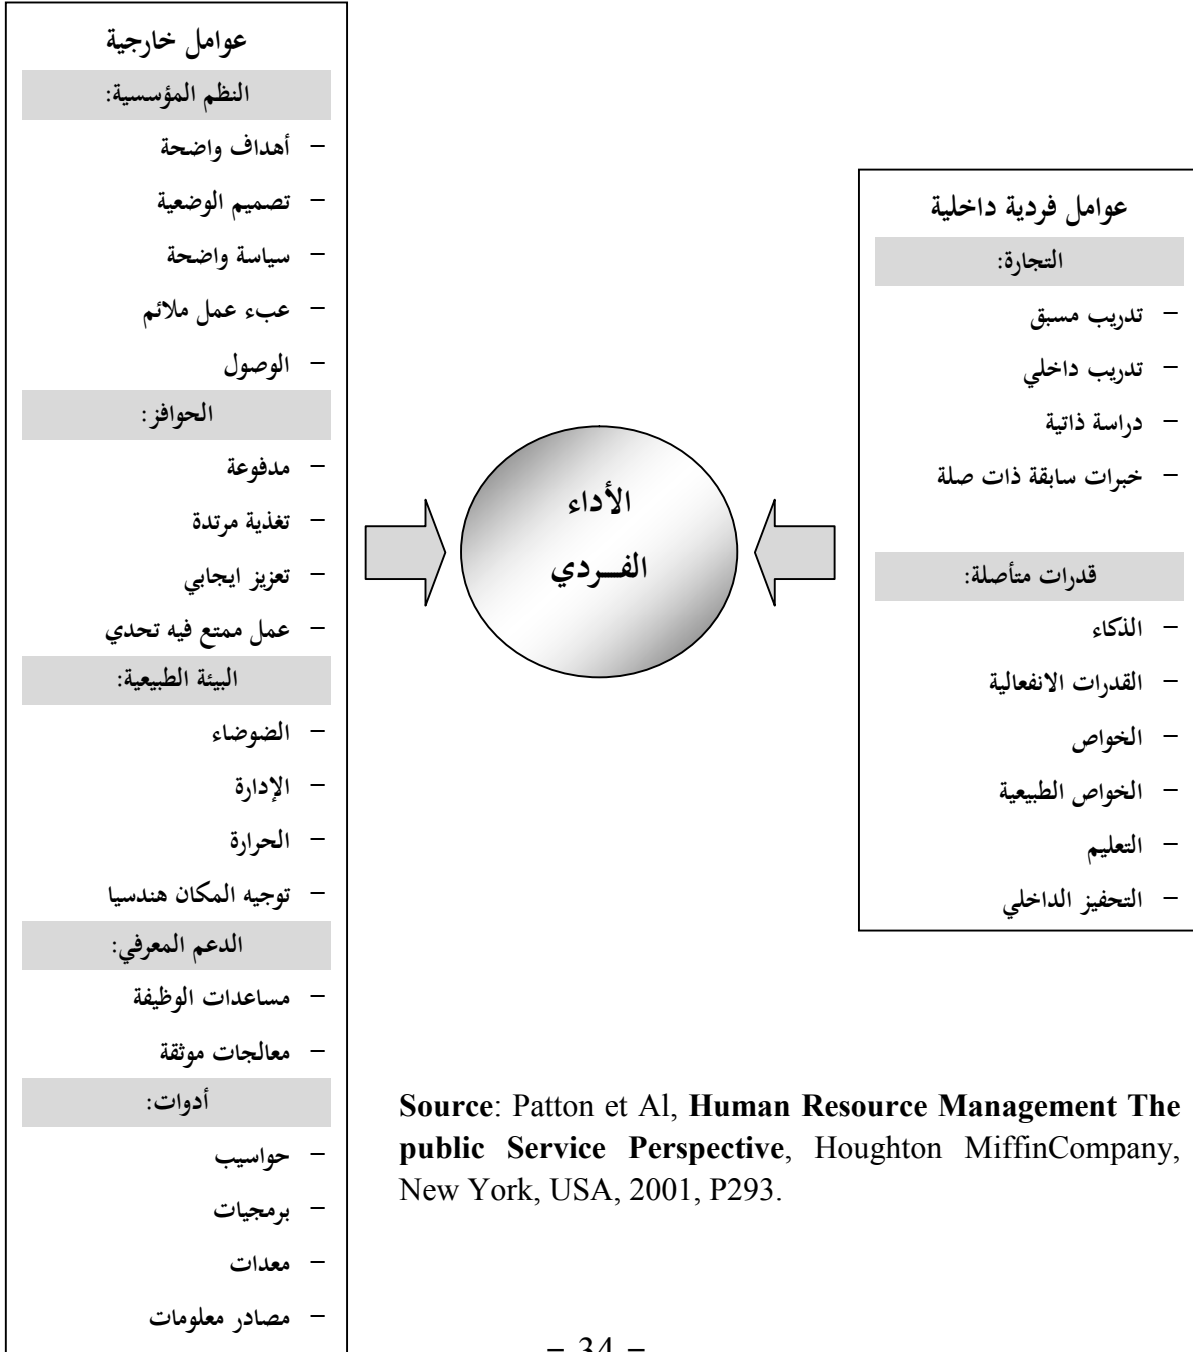 عوامل خارجية
النظم المؤسسية:
– أهداف واضحة
– تصميم الوضعية
– سياسة واضحة
– عبء عمل ملائم
– الوصول
الحوافز:
– مدفوعة
– تغذية مرتدة
– تعزيز ايجابي
– عمل ممتع فيه تحدي
البيئة الطبيعية:
– الضوضاء
– الإدارة
– الحرارة
– توجيه المكان هندسيا
الدعم المعرفي:
– مساعدات الوظيفة
– معالجات موثقة
أدوات:
– حواسيب
– برمجيات
– معدات
– مصادر معلومات
الأداء
الفـــردي
عوامل فردية داخلية
التجارة:
– تدريب مسبق
– تدريب داخلي
– دراسة ذاتية
– خبرات سابقة ذات صلة
قدرات متأصلة:
– الذكاء
– القدرات الانفعالية
– الخواص
– الخواص الطبيعية
– التعليم
– التحفيز الداخلي
Source: Patton et Al, Human Resource Management The
public Service Perspective, Houghton MiffinCompany,
New York, USA, 2001, P293.
– 34 –